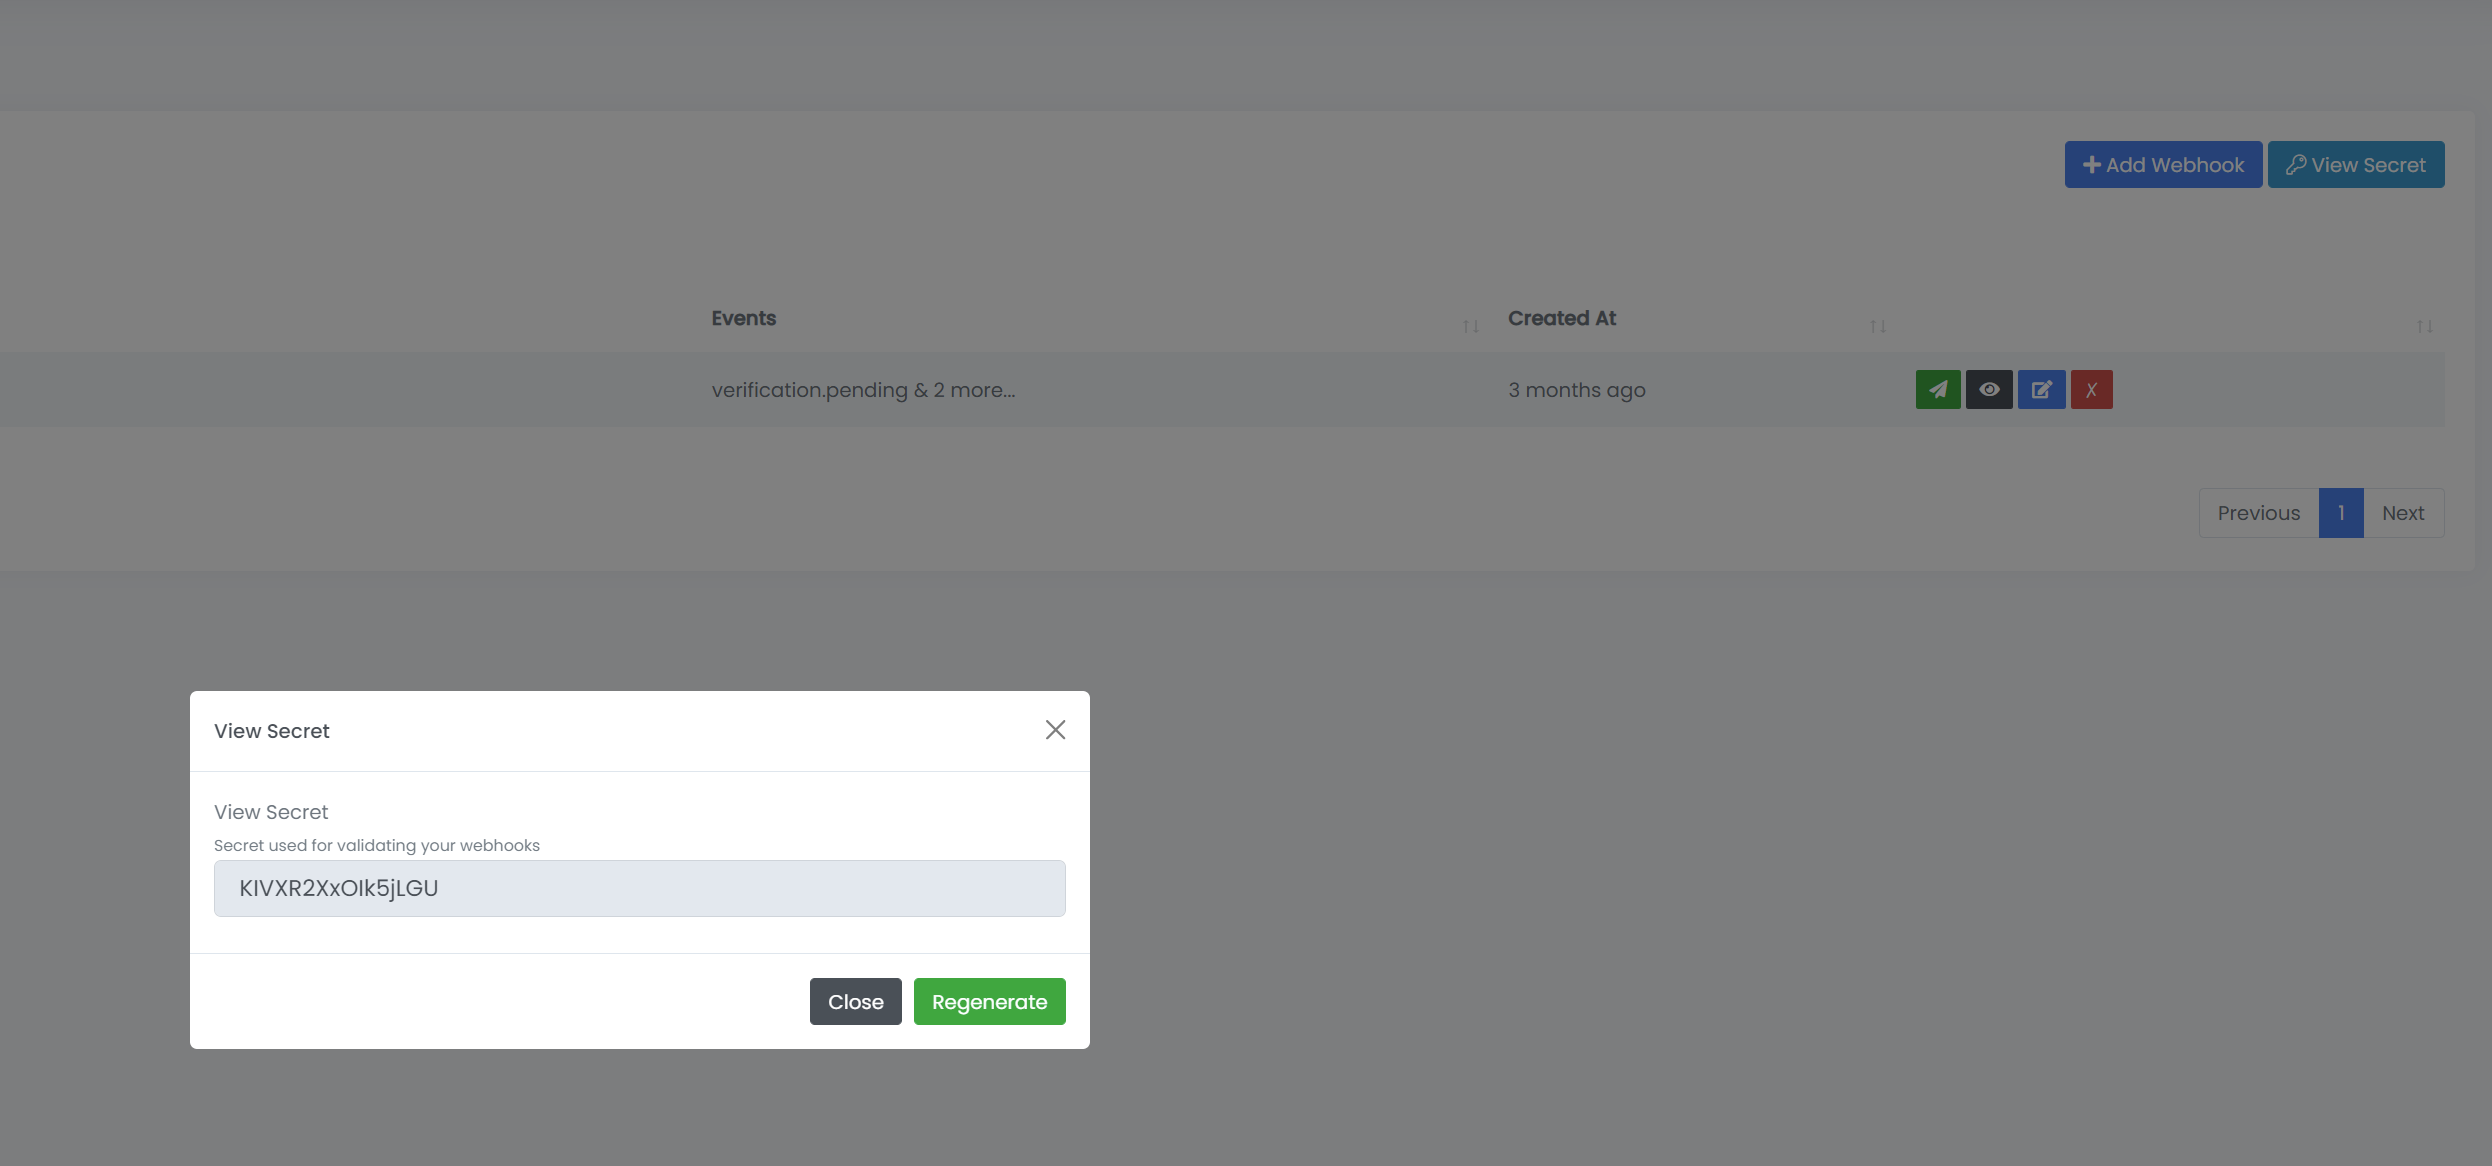 Add Webhook
View Secret
Events
Created At
verification.pending & 2 more...
3 months ago
X
Previous
1
Next
View Secret
View Secret
Secret used for validating your webhooks
KIVXR2XxOIk5jLGU
Close
Regenerate